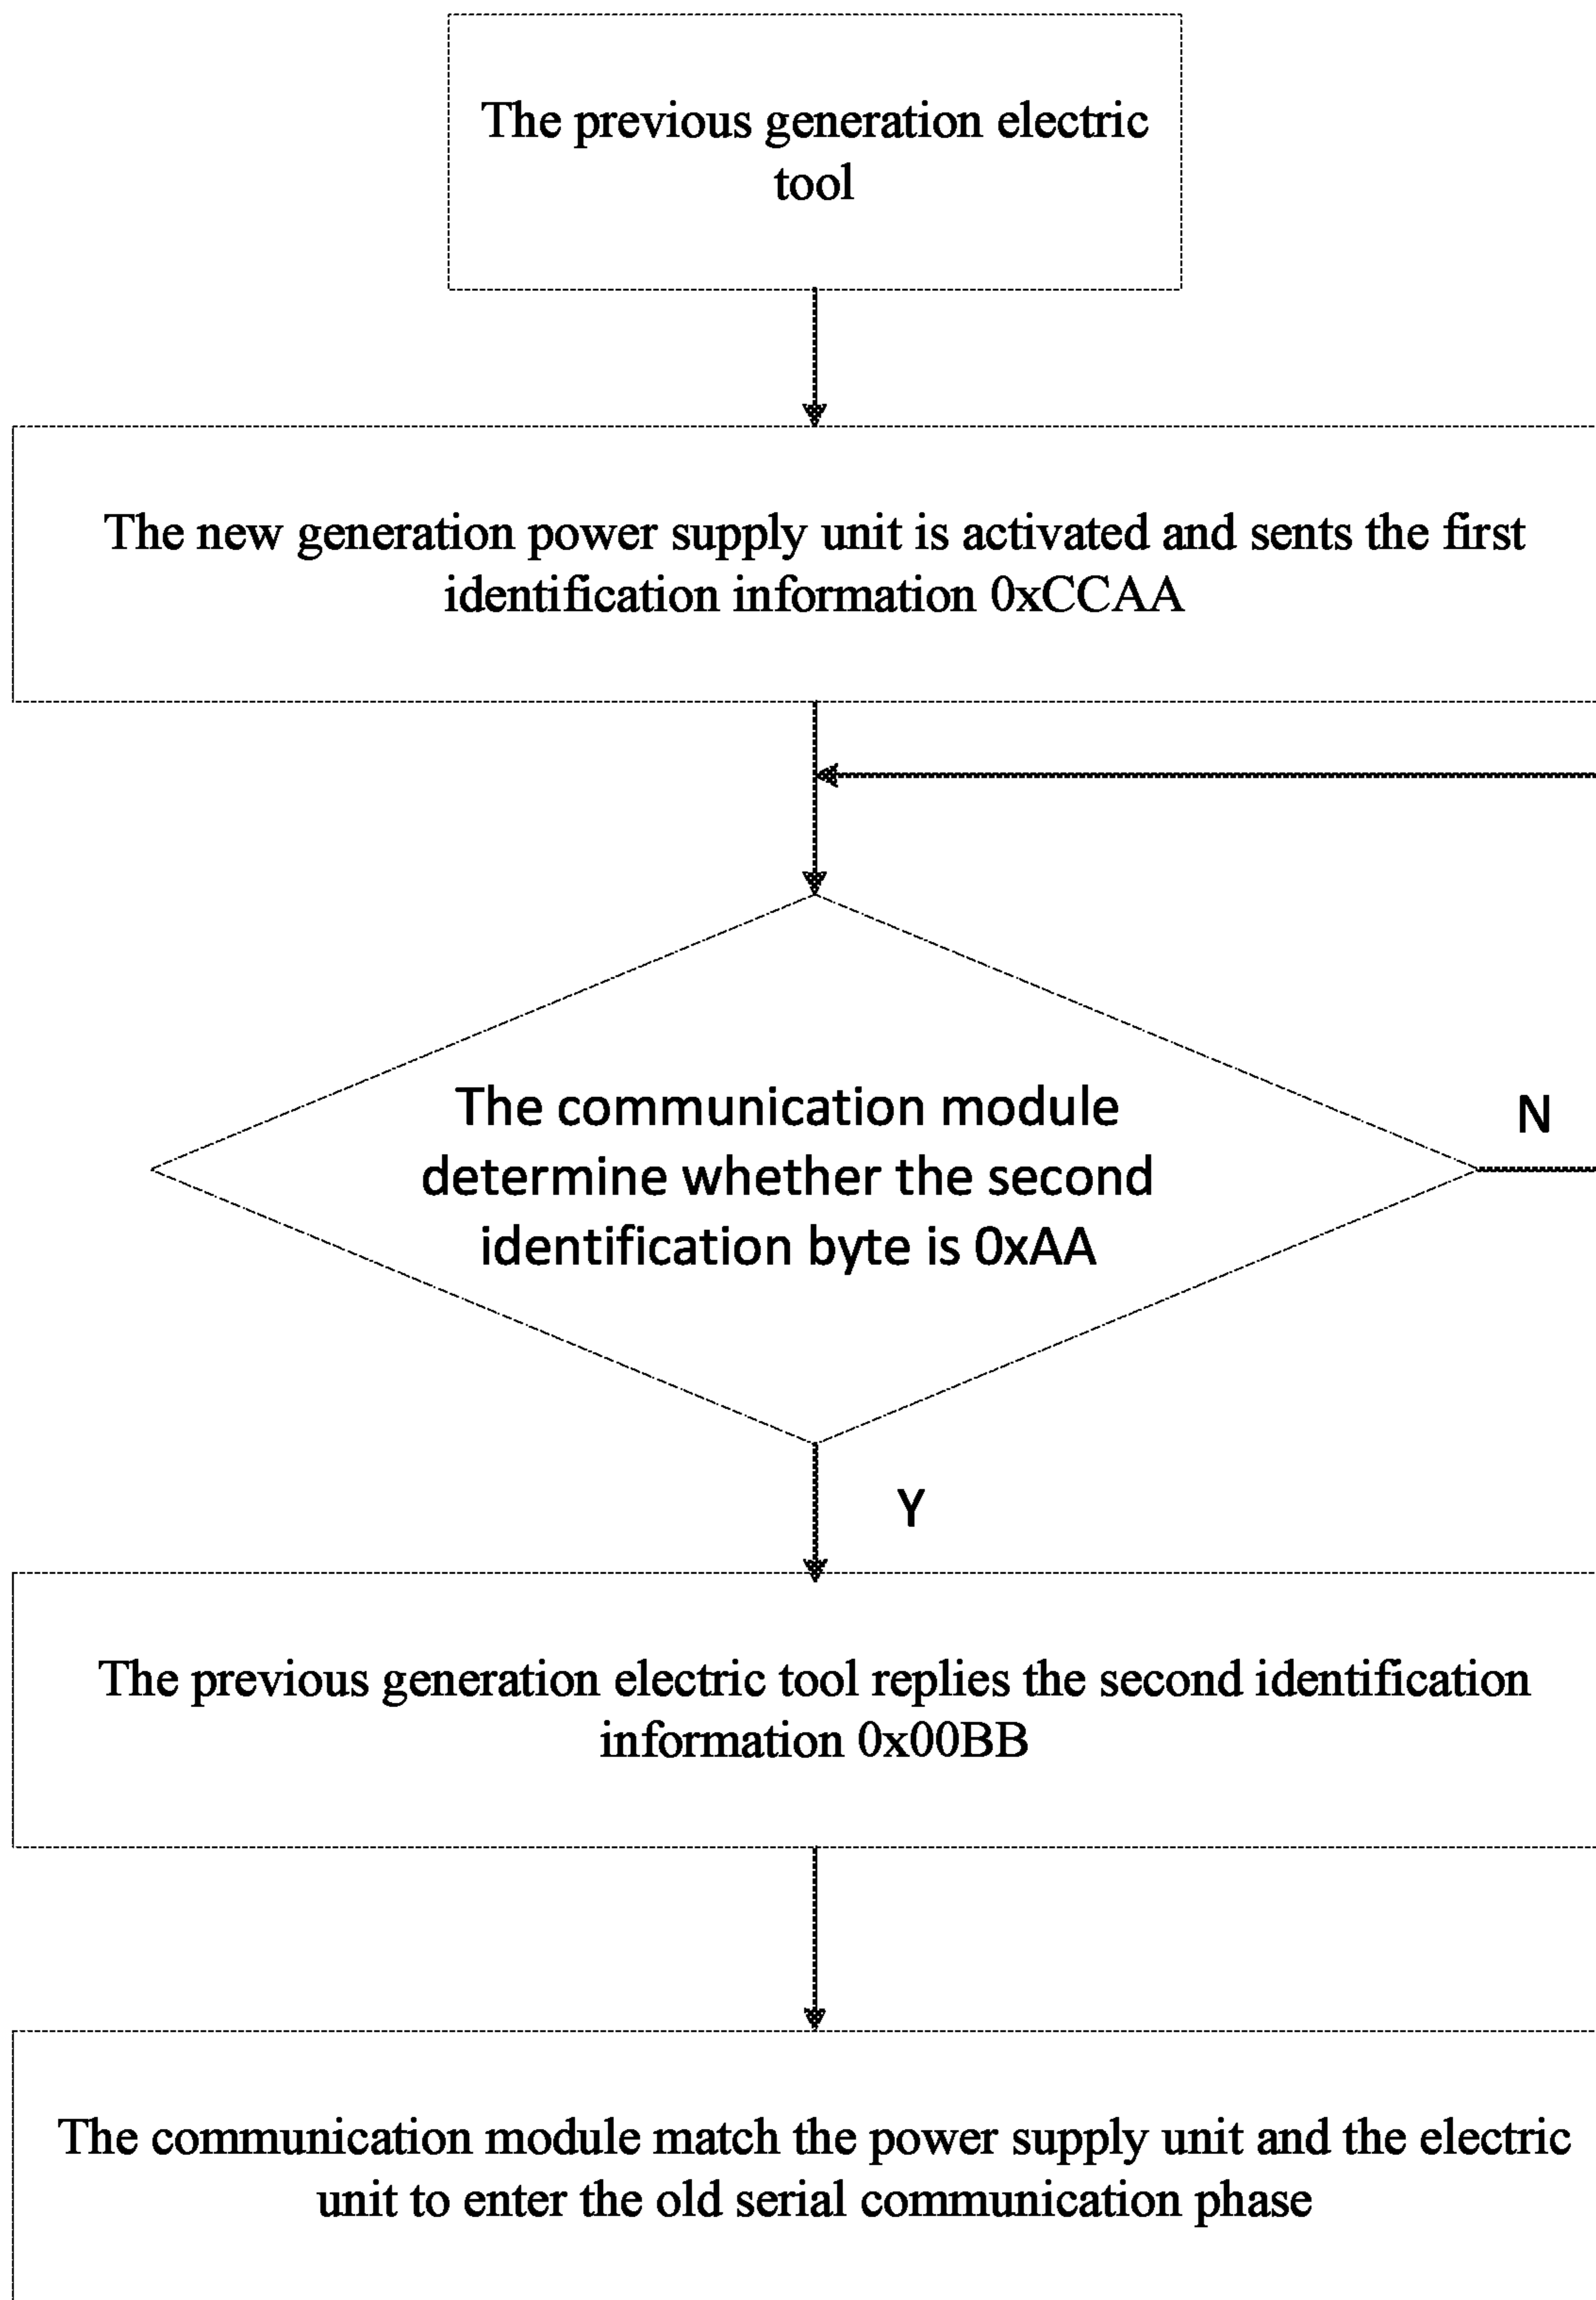 The previous generation electric
tool
The new generation power supply unit is activated and sents the first
identification information 0xCCAA
The communication module
determine whether the second
identification byte is 0xAA
N
Y
The previous generation electric tool replies the second identification
information 0x00BB
The communication module match the power supply unit and the electric
unit to enter the old serial communication phase